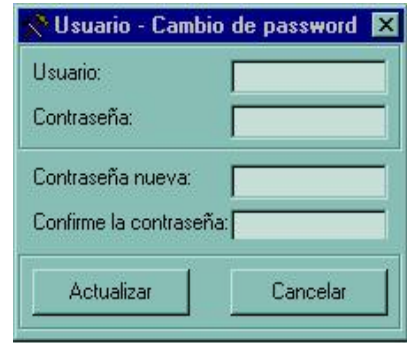 Usuario - Cambio de password
Usuario:
Contraseña:
Contraseña nueva:
Confirme la contraseña:
Actualizar Cancelar